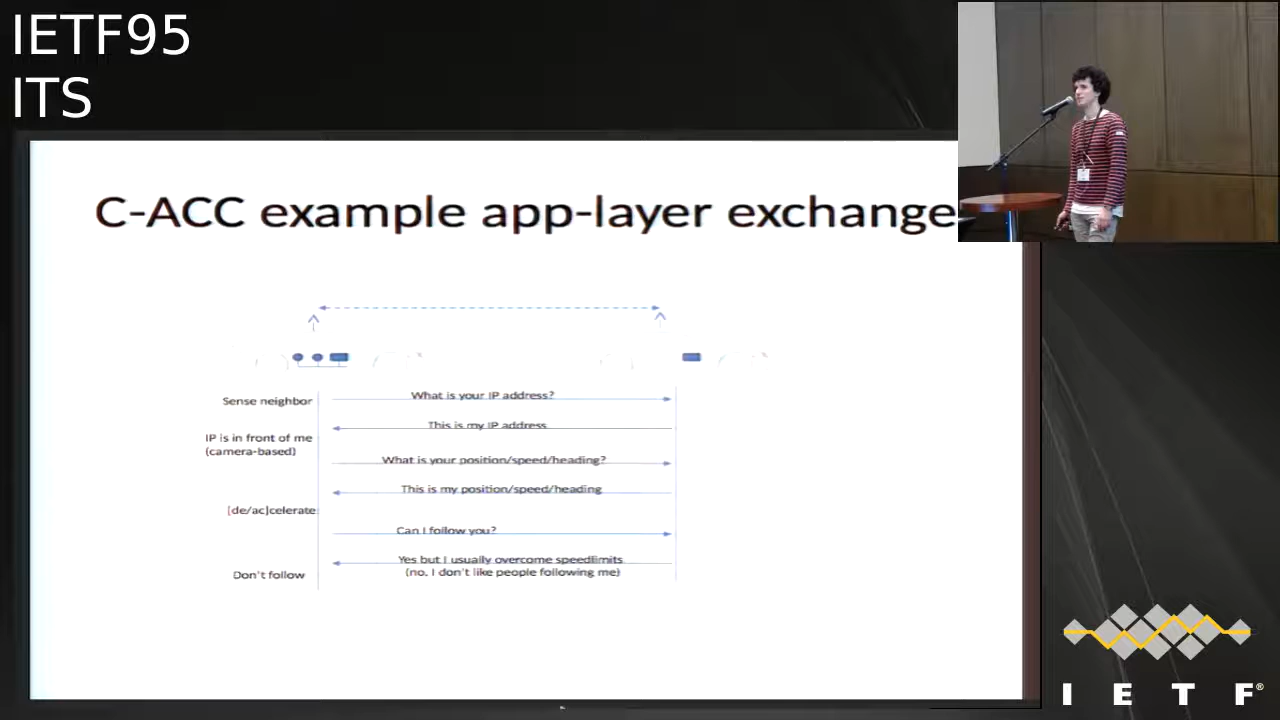 IETF95
ITS
C-ACC example app-layer exchange
Sense neighbor
What is your IP address?
This is my IP address
IP is in front of me
(camera-based)
What is your position/speed/heading?
This is my position/speed/heading
[de/ac]celerate
Can I follow you?
Yes but I usually overcome speedlimits
(no, I don't like people following me)
Don't follow
I E T F®